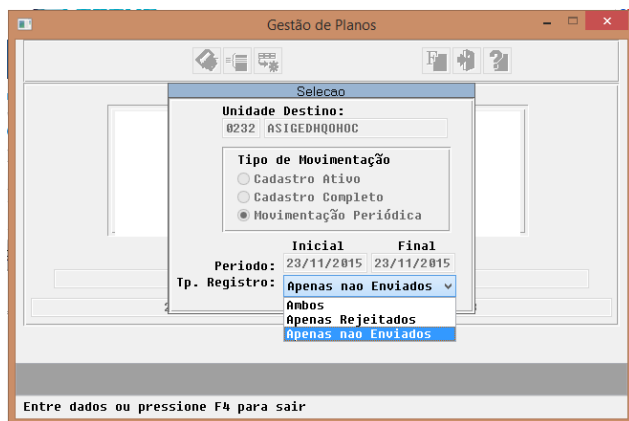 Gestão de Planos
Selecao
Unidade Destino:
0232 ASIGEDHQOHOC
Tipo de Movimentação
Cadastro Ativo
Cadastro Completo
Movimentação Periódica
Inicial Final
Periodo: 23/11/2015 23/11/2015
Tp. Registro: Apenas nao Enviados
Ambos
Apenas Rejeitados
Apenas nao Enviados
Entre dados ou pressione F4 para sair